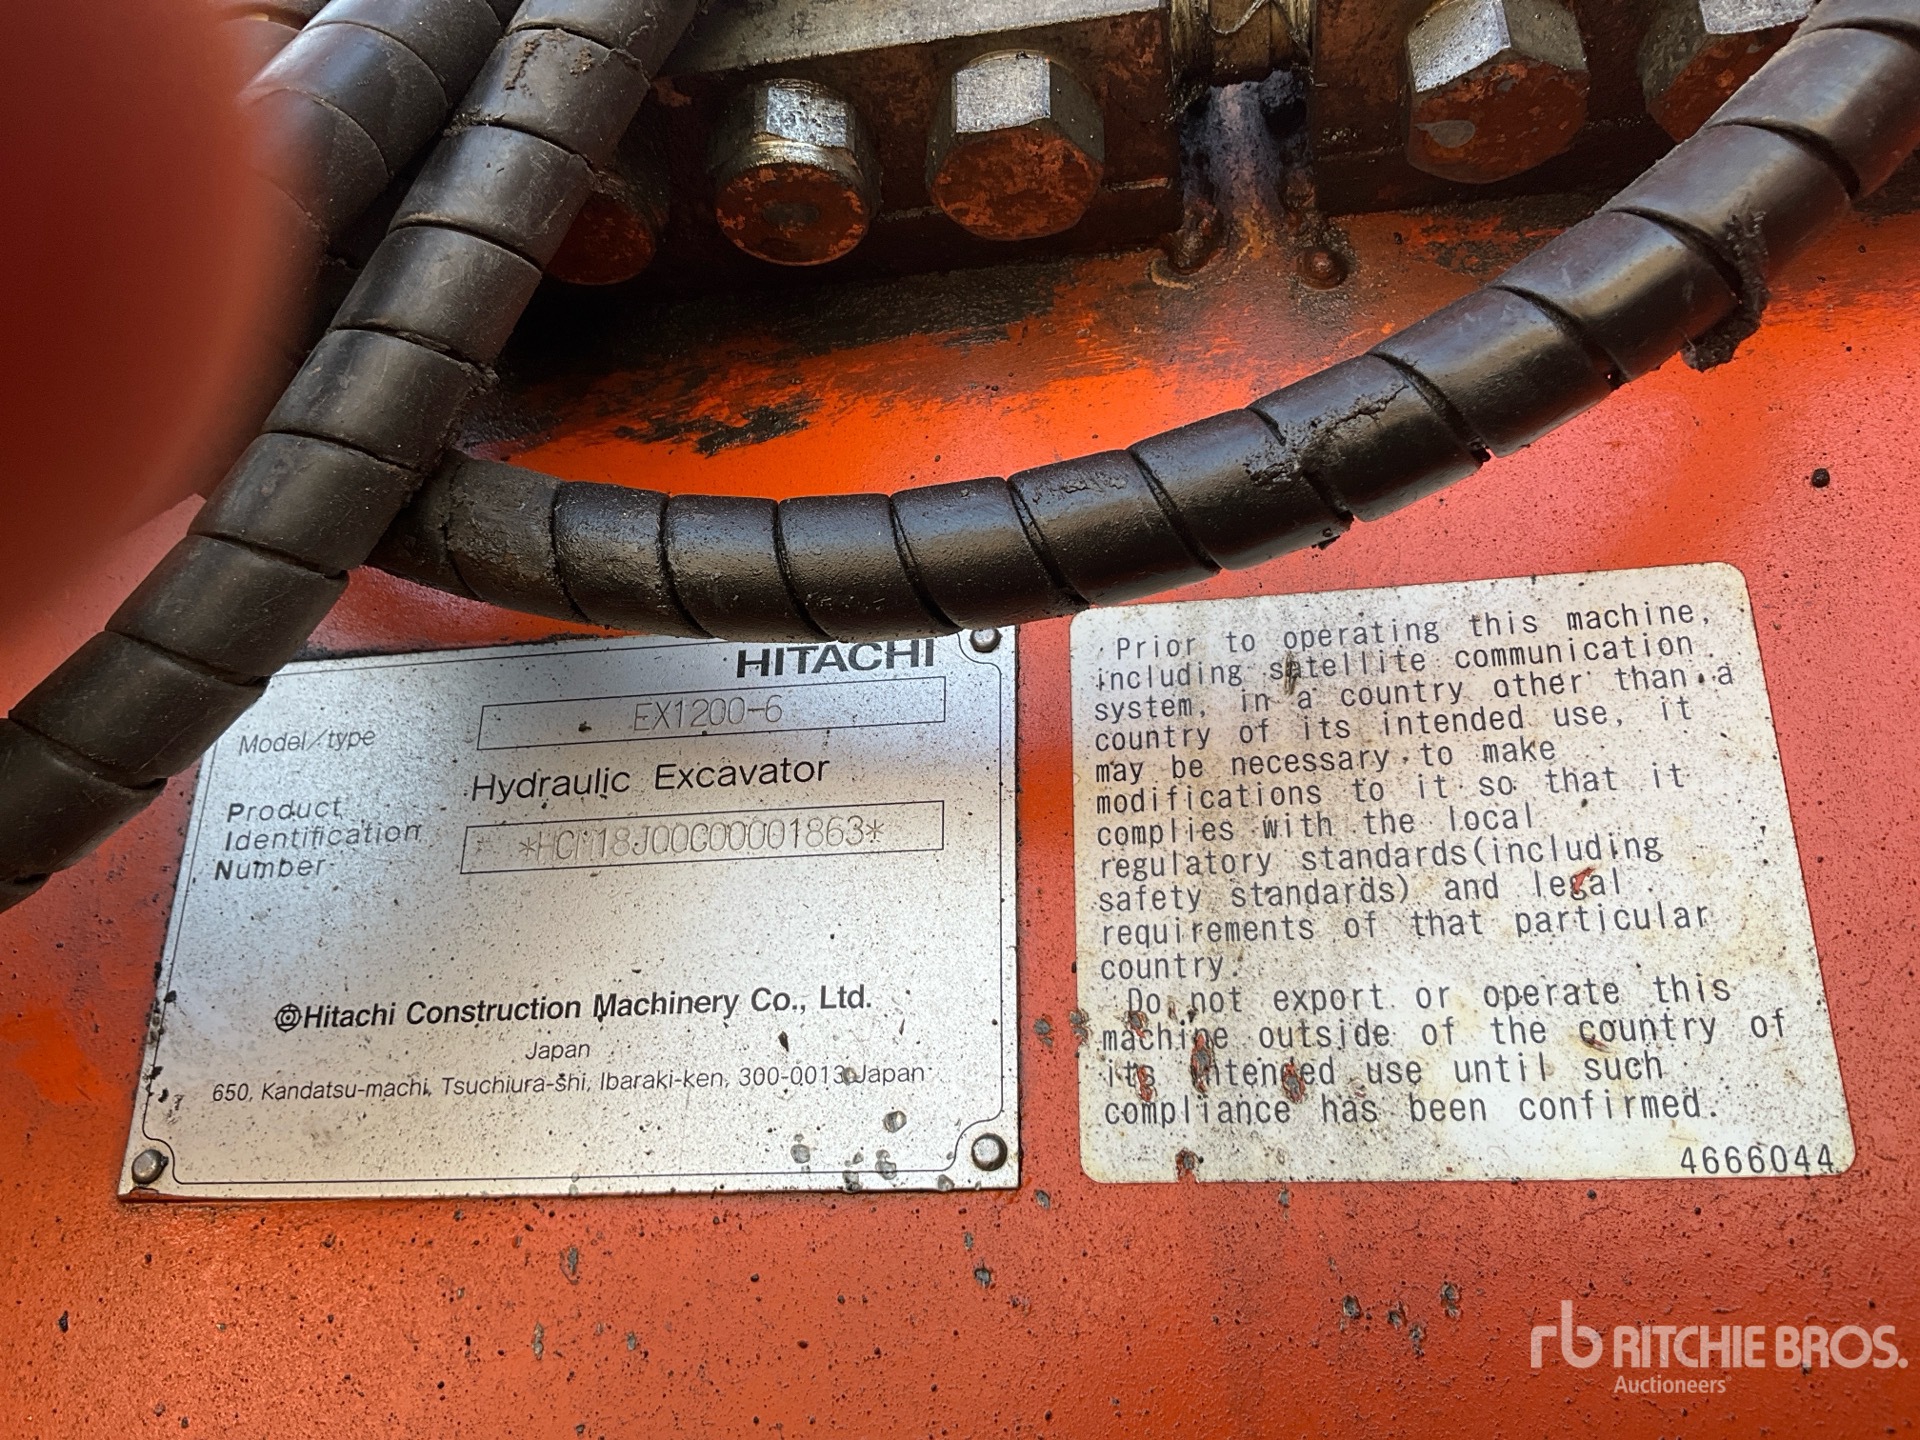 HITACHI
Model/type
EX1200-6
Hydraulic Excavator
Product
Identification
Number
*HCM18J00C00001863*
Hitachi Construction Machinery Co., Ltd.
Japan
650, Kandatsu-machi, Tsuchiura-shi, Ibaraki-ken, 300-0013 Japan
Prior to operating this machine,
including satellite communication
system, in a country other than a
country of its intended use, it
may be necessary to make
modifications to it so that it
complies with the local
regulatory standards(including
safety standards) and legal
requirements of that particular
country.
Do not export or operate this
machine outside of the country of
its intended use until such
compliance has been confirmed.
4666044
rb RITCHIE BROS.
Auctioneers